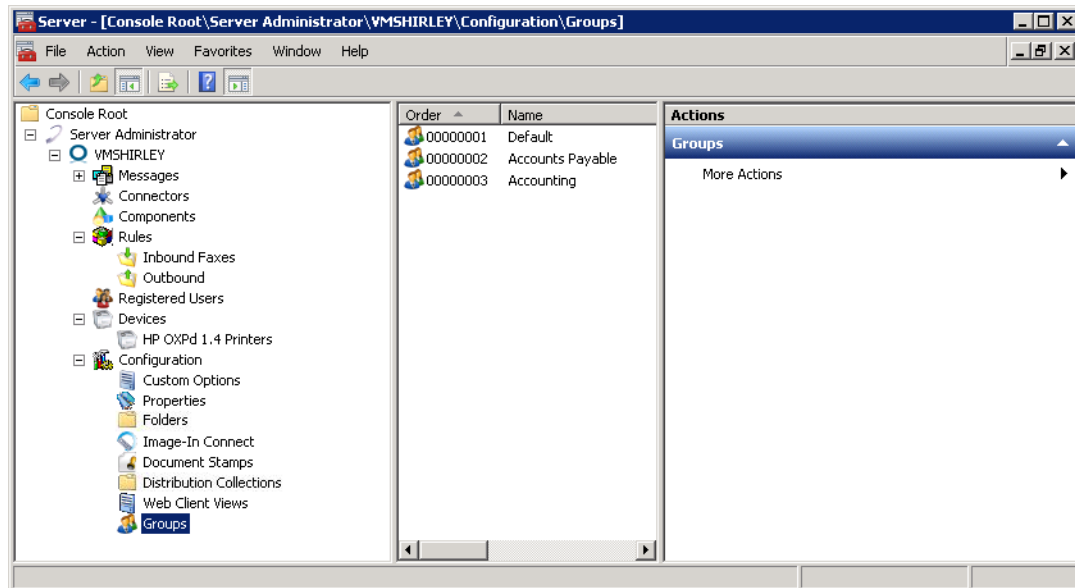 Server - [Console Root\Server Administrator\VMSHIRLEY\Configuration\Groups]
File Action View Favorites Window Help
Console Root
Server Administrator
VMSHIRLEY
Messages
Connectors
Components
Rules
Inbound Faxes
Outbound
Registered Users
Devices
HP OXPd 1.4 Printers
Configuration
Custom Options
Properties
Folders
Image-In Connect
Document Stamps
Distribution Collections
Web Client Views
Groups
Order Name
00000001 Default
00000002 Accounts Payable
00000003 Accounting
Actions
Groups
More Actions